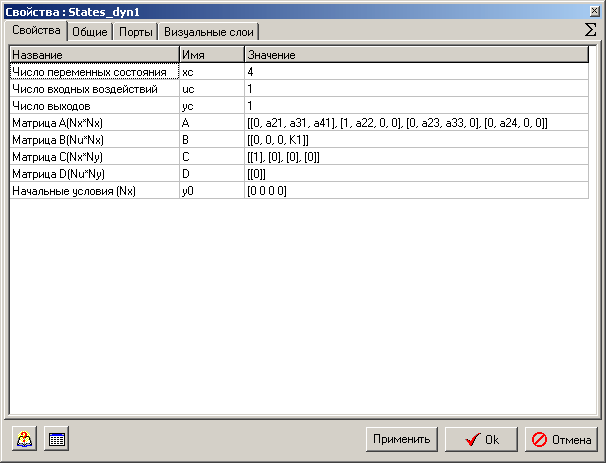 Свойства : States_dyn1
Свойства Общие Порты Визуальные слои Σ
Название Имя Значение
Число переменных состояния xc 4
Число входных воздействий uc 1
Число выходов yc 1
Матрица A(Nx*Nx) A [[0, a21, a31, a41], [1, a22, 0, 0], [0, a23, a33, 0], [0, a24, 0, 0]]
Матрица B(Nu*Nx) B [[0, 0, 0, K1]]
Матрица C(Nx*Ny) C [[1], [0], [0], [0]]
Матрица D(Nu*Ny) D [[0]]
Начальные условия (Nx) y0 [0 0 0 0]
Применить Ok Отмена